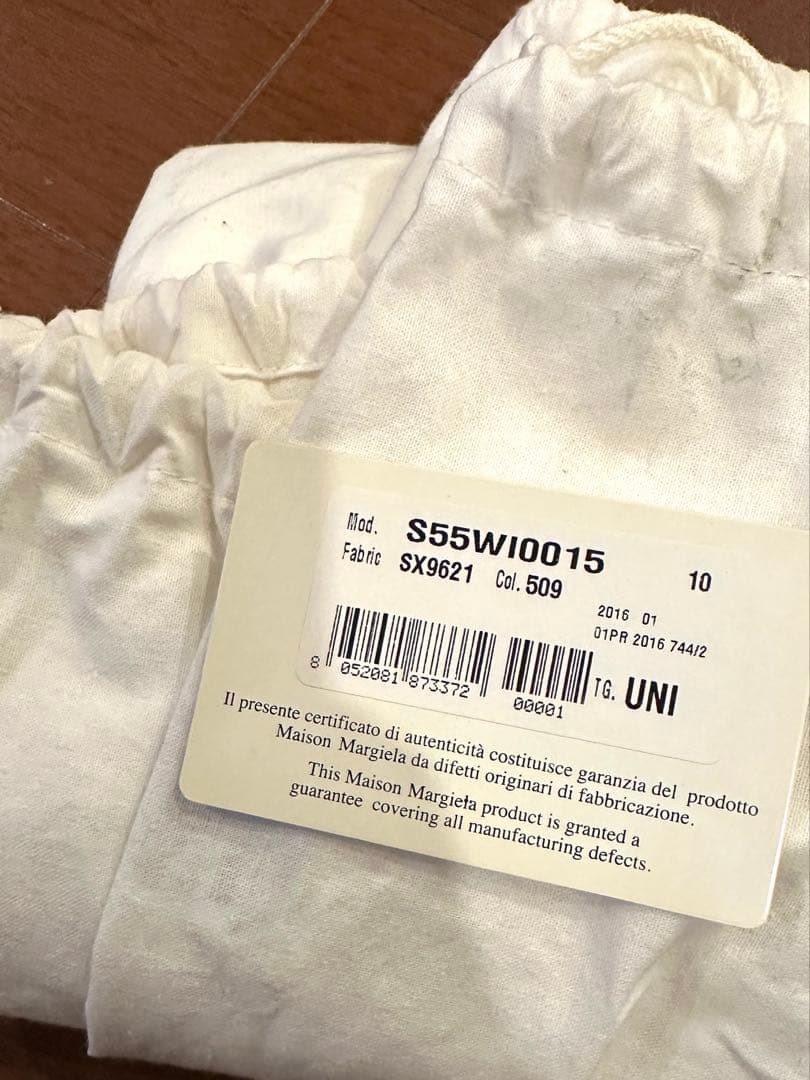 Mod. S55WI0015 10
Fabric SX9621 Col. 509
2016 01
01PR 2016 744/2
8 052081 873372 00001 TG. UNI
Il presente certificato di autenticità costituisce garanzia del prodotto
Maison Margiela da difetti originari di fabbricazione.
This Maison Margiela product is granted a
guarantee covering all manufacturing defects.